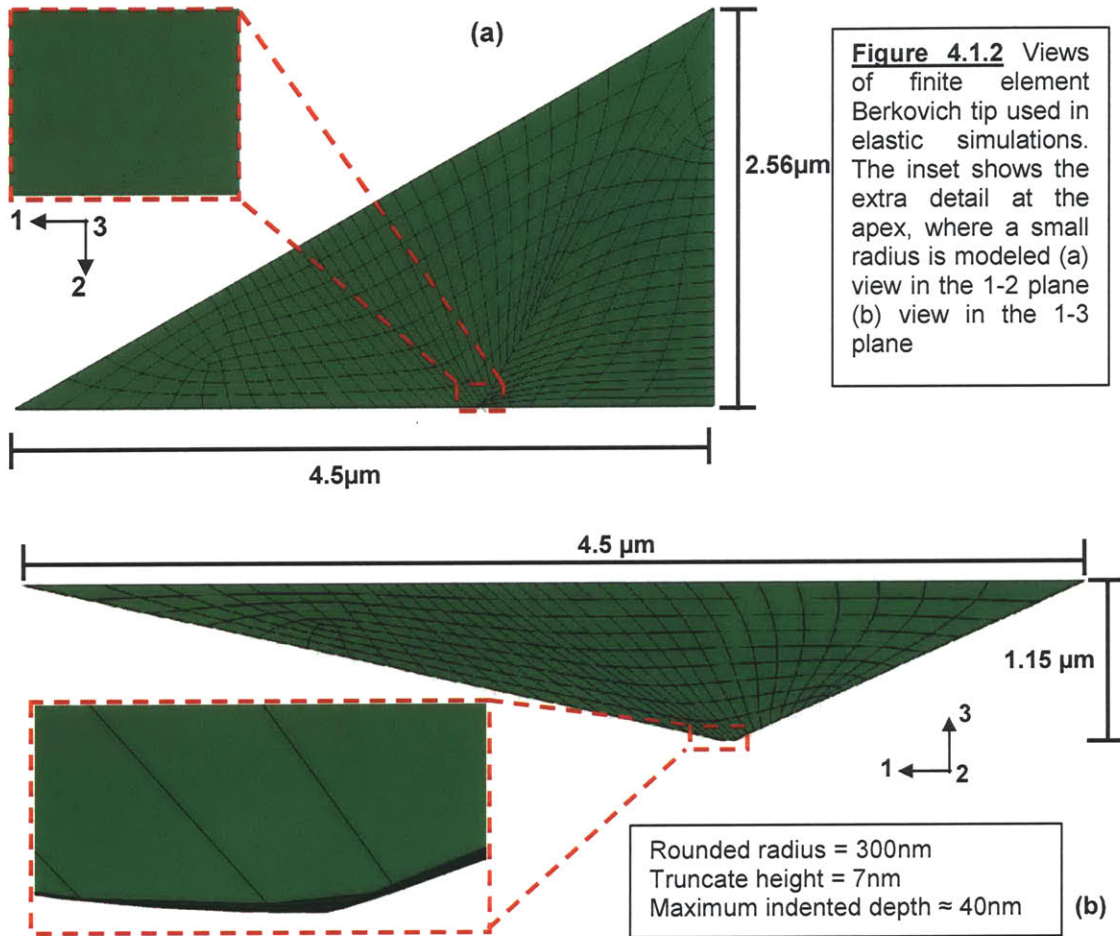 (a)
Figure 4.1.2 Views
of finite element
Berkovich tip used in
elastic simulations.
The inset shows the
extra detail at the
apex, where a small
radius is modeled (a)
view in the 1-2 plane
(b) view in the 1-3
plane
2.56µm
1
3
2
4.5µm
4.5 µm
1.15 µm
3
1
2
Rounded radius = 300nm
Truncate height = 7nm
Maximum indented depth ≈ 40nm
(b)